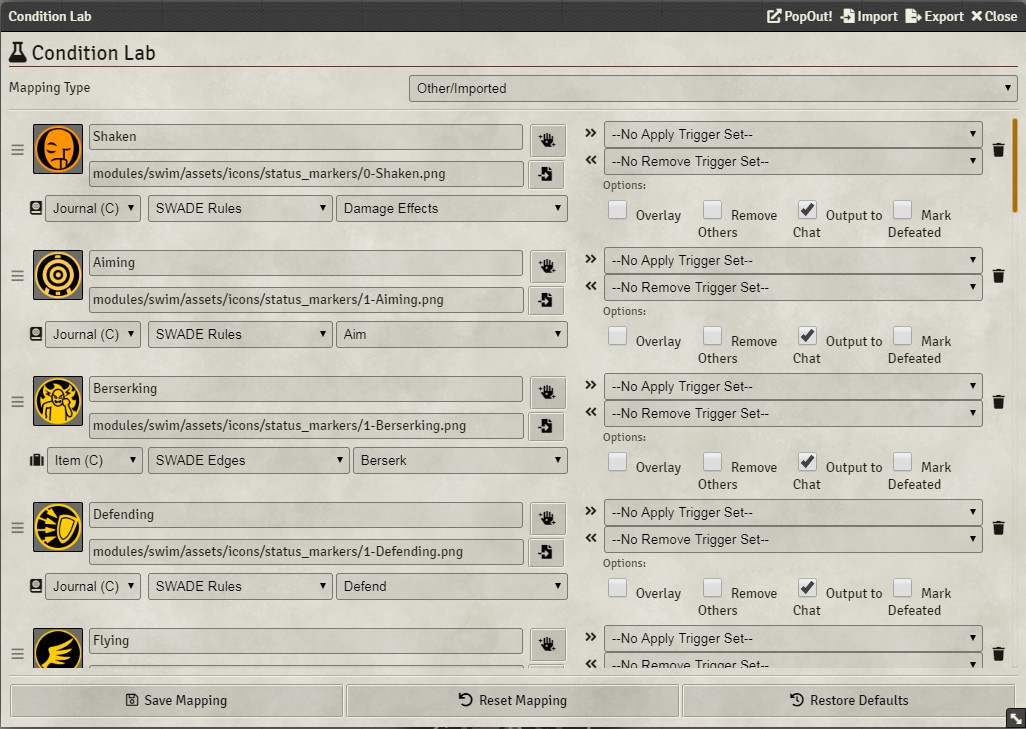 Condition Lab
PopOut! Import Export Close
Condition Lab
Mapping Type Other/Imported
Shaken
modules/swim/assets/icons/status_markers/0-Shaken.png
Journal (C) SWADE Rules Damage Effects
--No Apply Trigger Set--
--No Remove Trigger Set--
Options:
Overlay Remove Others Output to Chat Mark Defeated
Aiming
modules/swim/assets/icons/status_markers/1-Aiming.png
Journal (C) SWADE Rules Aim
--No Apply Trigger Set--
--No Remove Trigger Set--
Options:
Overlay Remove Others Output to Chat Mark Defeated
Berserking
modules/swim/assets/icons/status_markers/1-Berserking.png
Item (C) SWADE Edges Berserk
--No Apply Trigger Set--
--No Remove Trigger Set--
Options:
Overlay Remove Others Output to Chat Mark Defeated
Defending
modules/swim/assets/icons/status_markers/1-Defending.png
Journal (C) SWADE Rules Defend
--No Apply Trigger Set--
--No Remove Trigger Set--
Options:
Overlay Remove Others Output to Chat Mark Defeated
Flying
--No Apply Trigger Set--
--No Remove Trigger Set--
Save Mapping Reset Mapping Restore Defaults